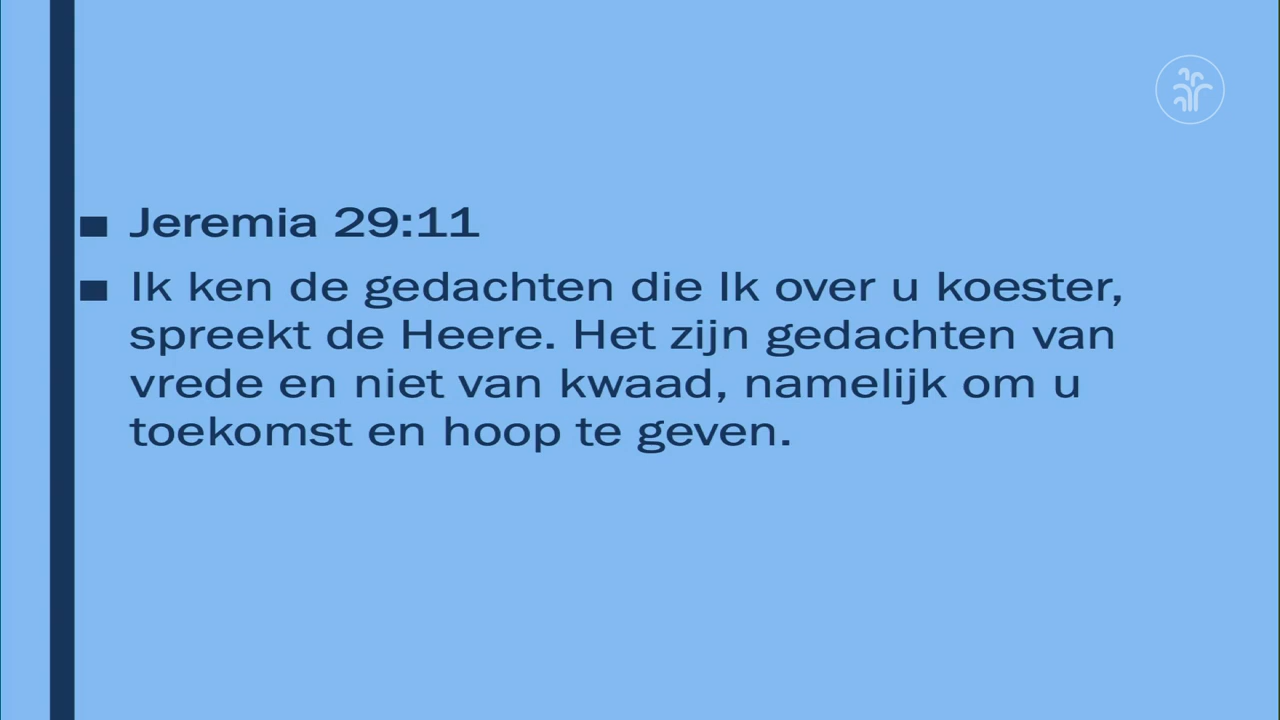 Jeremia 29:11
Ik ken de gedachten die Ik over u koester,
spreekt de Heere. Het zijn gedachten van
vrede en niet van kwaad, namelijk om u
toekomst en hoop te geven.